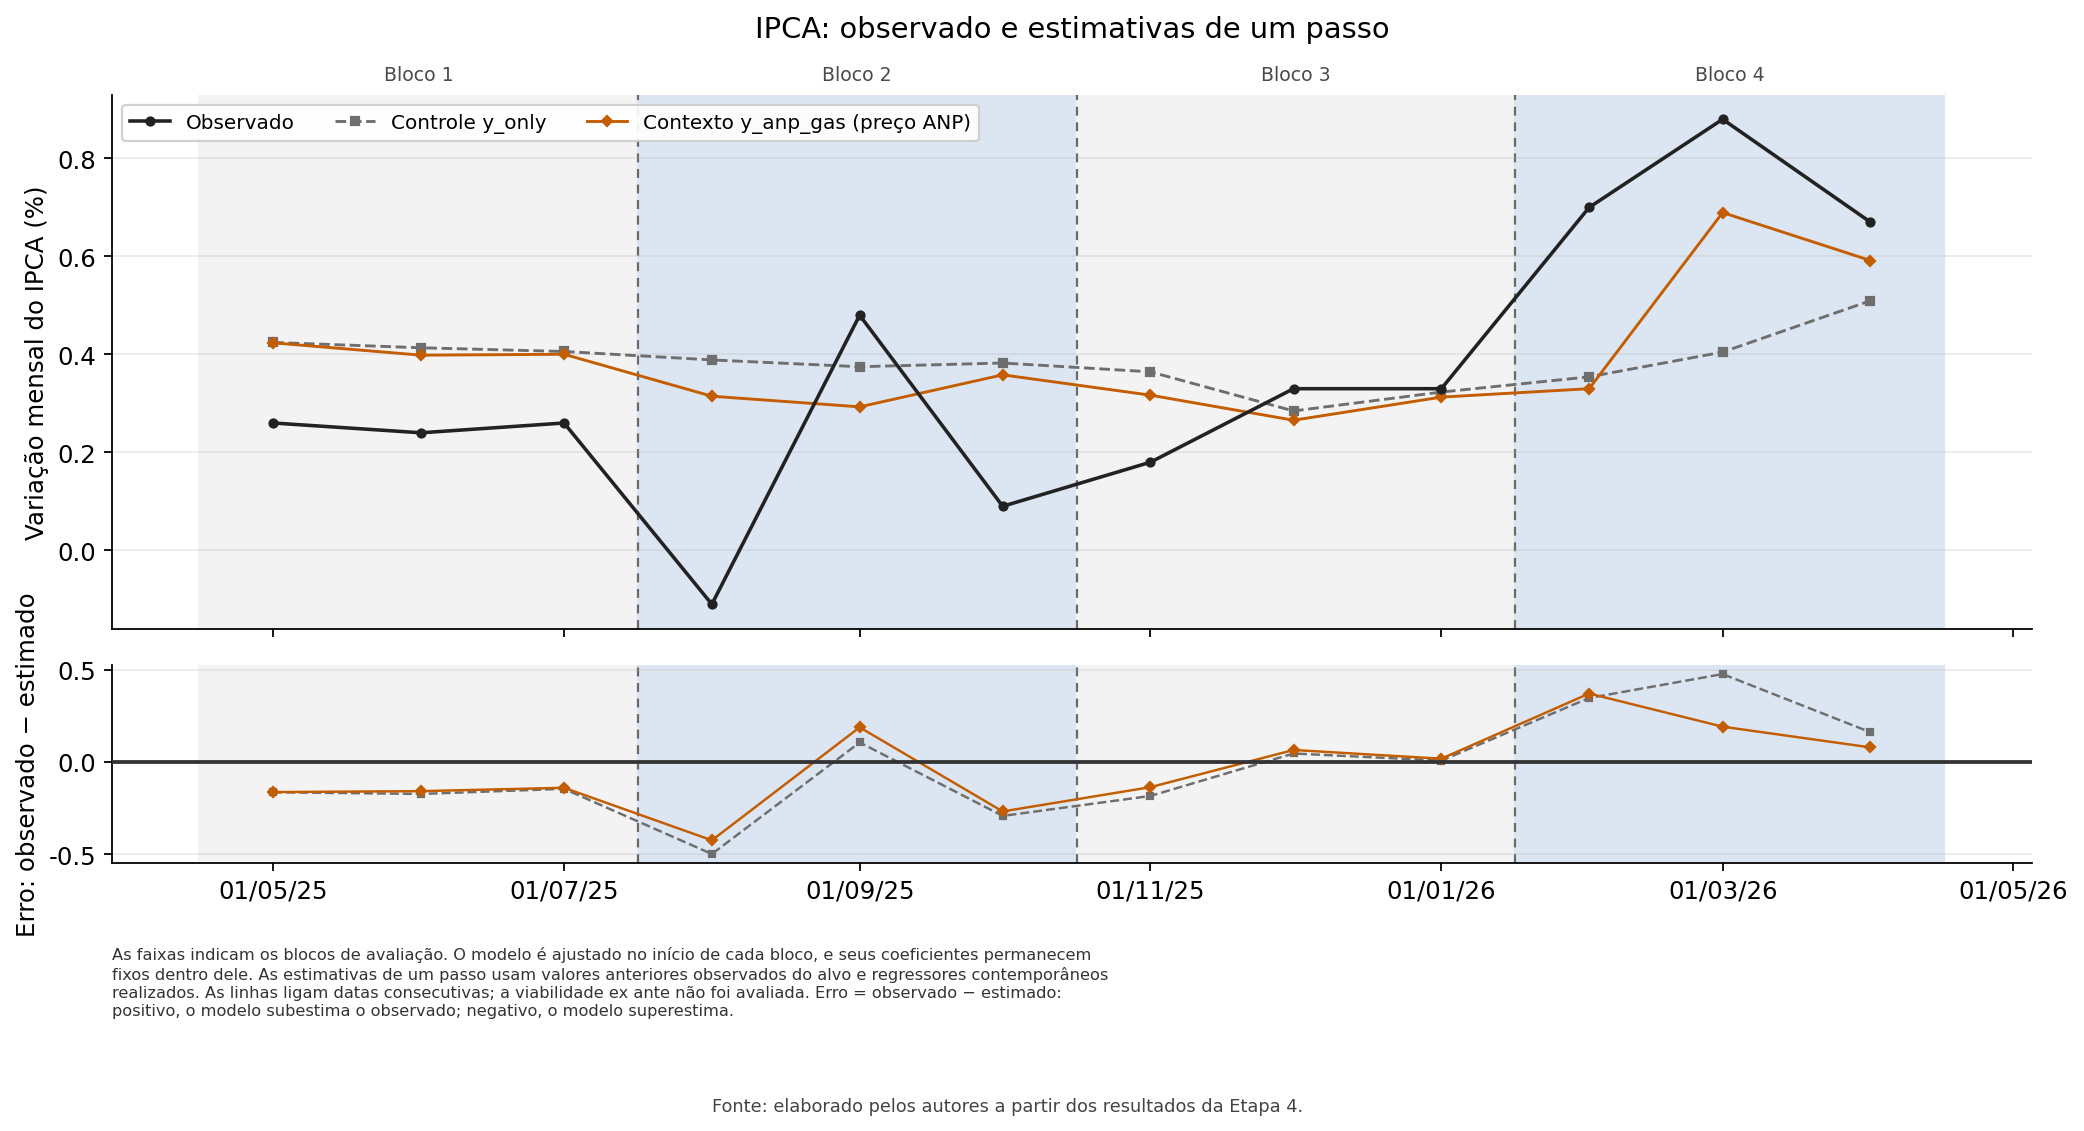 IPCA: observado e estimativas de um passo
Bloco 1
Bloco 2
Bloco 3
Bloco 4
Observado
Controle y_only
Contexto y_anp_gas (preço ANP)
Variação mensal do IPCA (%)
0.8
0.6
0.4
0.2
0.0
Erro: observado − estimado
0.5
0.0
-0.5
01/05/25
01/07/25
01/09/25
01/11/25
01/01/26
01/03/26
01/05/26
As faixas indicam os blocos de avaliação. O modelo é ajustado no início de cada bloco, e seus coeficientes permanecem
fixos dentro dele. As estimativas de um passo usam valores anteriores observados do alvo e regressores contemporâneos
realizados. As linhas ligam datas consecutivas; a viabilidade ex ante não foi avaliada. Erro = observado − estimado:
positivo, o modelo subestima o observado; negativo, o modelo superestima.
Fonte: elaborado pelos autores a partir dos resultados da Etapa 4.